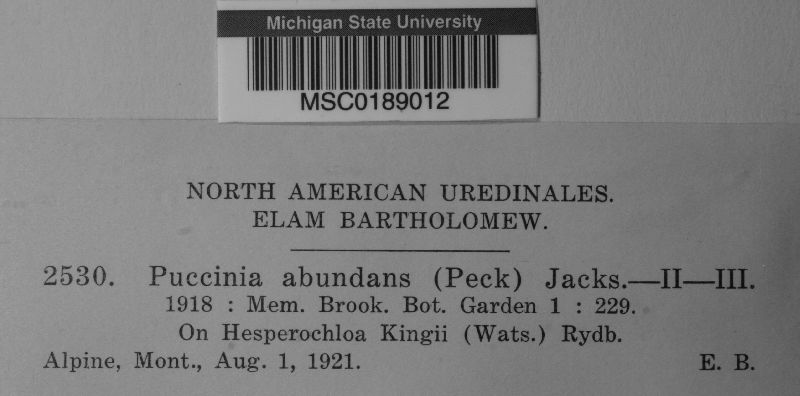 Michigan State University
MSC0189012
NORTH AMERICAN UREDINALES.
ELAM BARTHOLOMEW.
2530. Puccinia abundans (Peck) Jacks.—II—III.
1918 : Mem. Brook. Bot. Garden 1 : 229.
On Hesperochloa Kingii (Wats.) Rydb.
Alpine, Mont., Aug. 1, 1921. E. B.